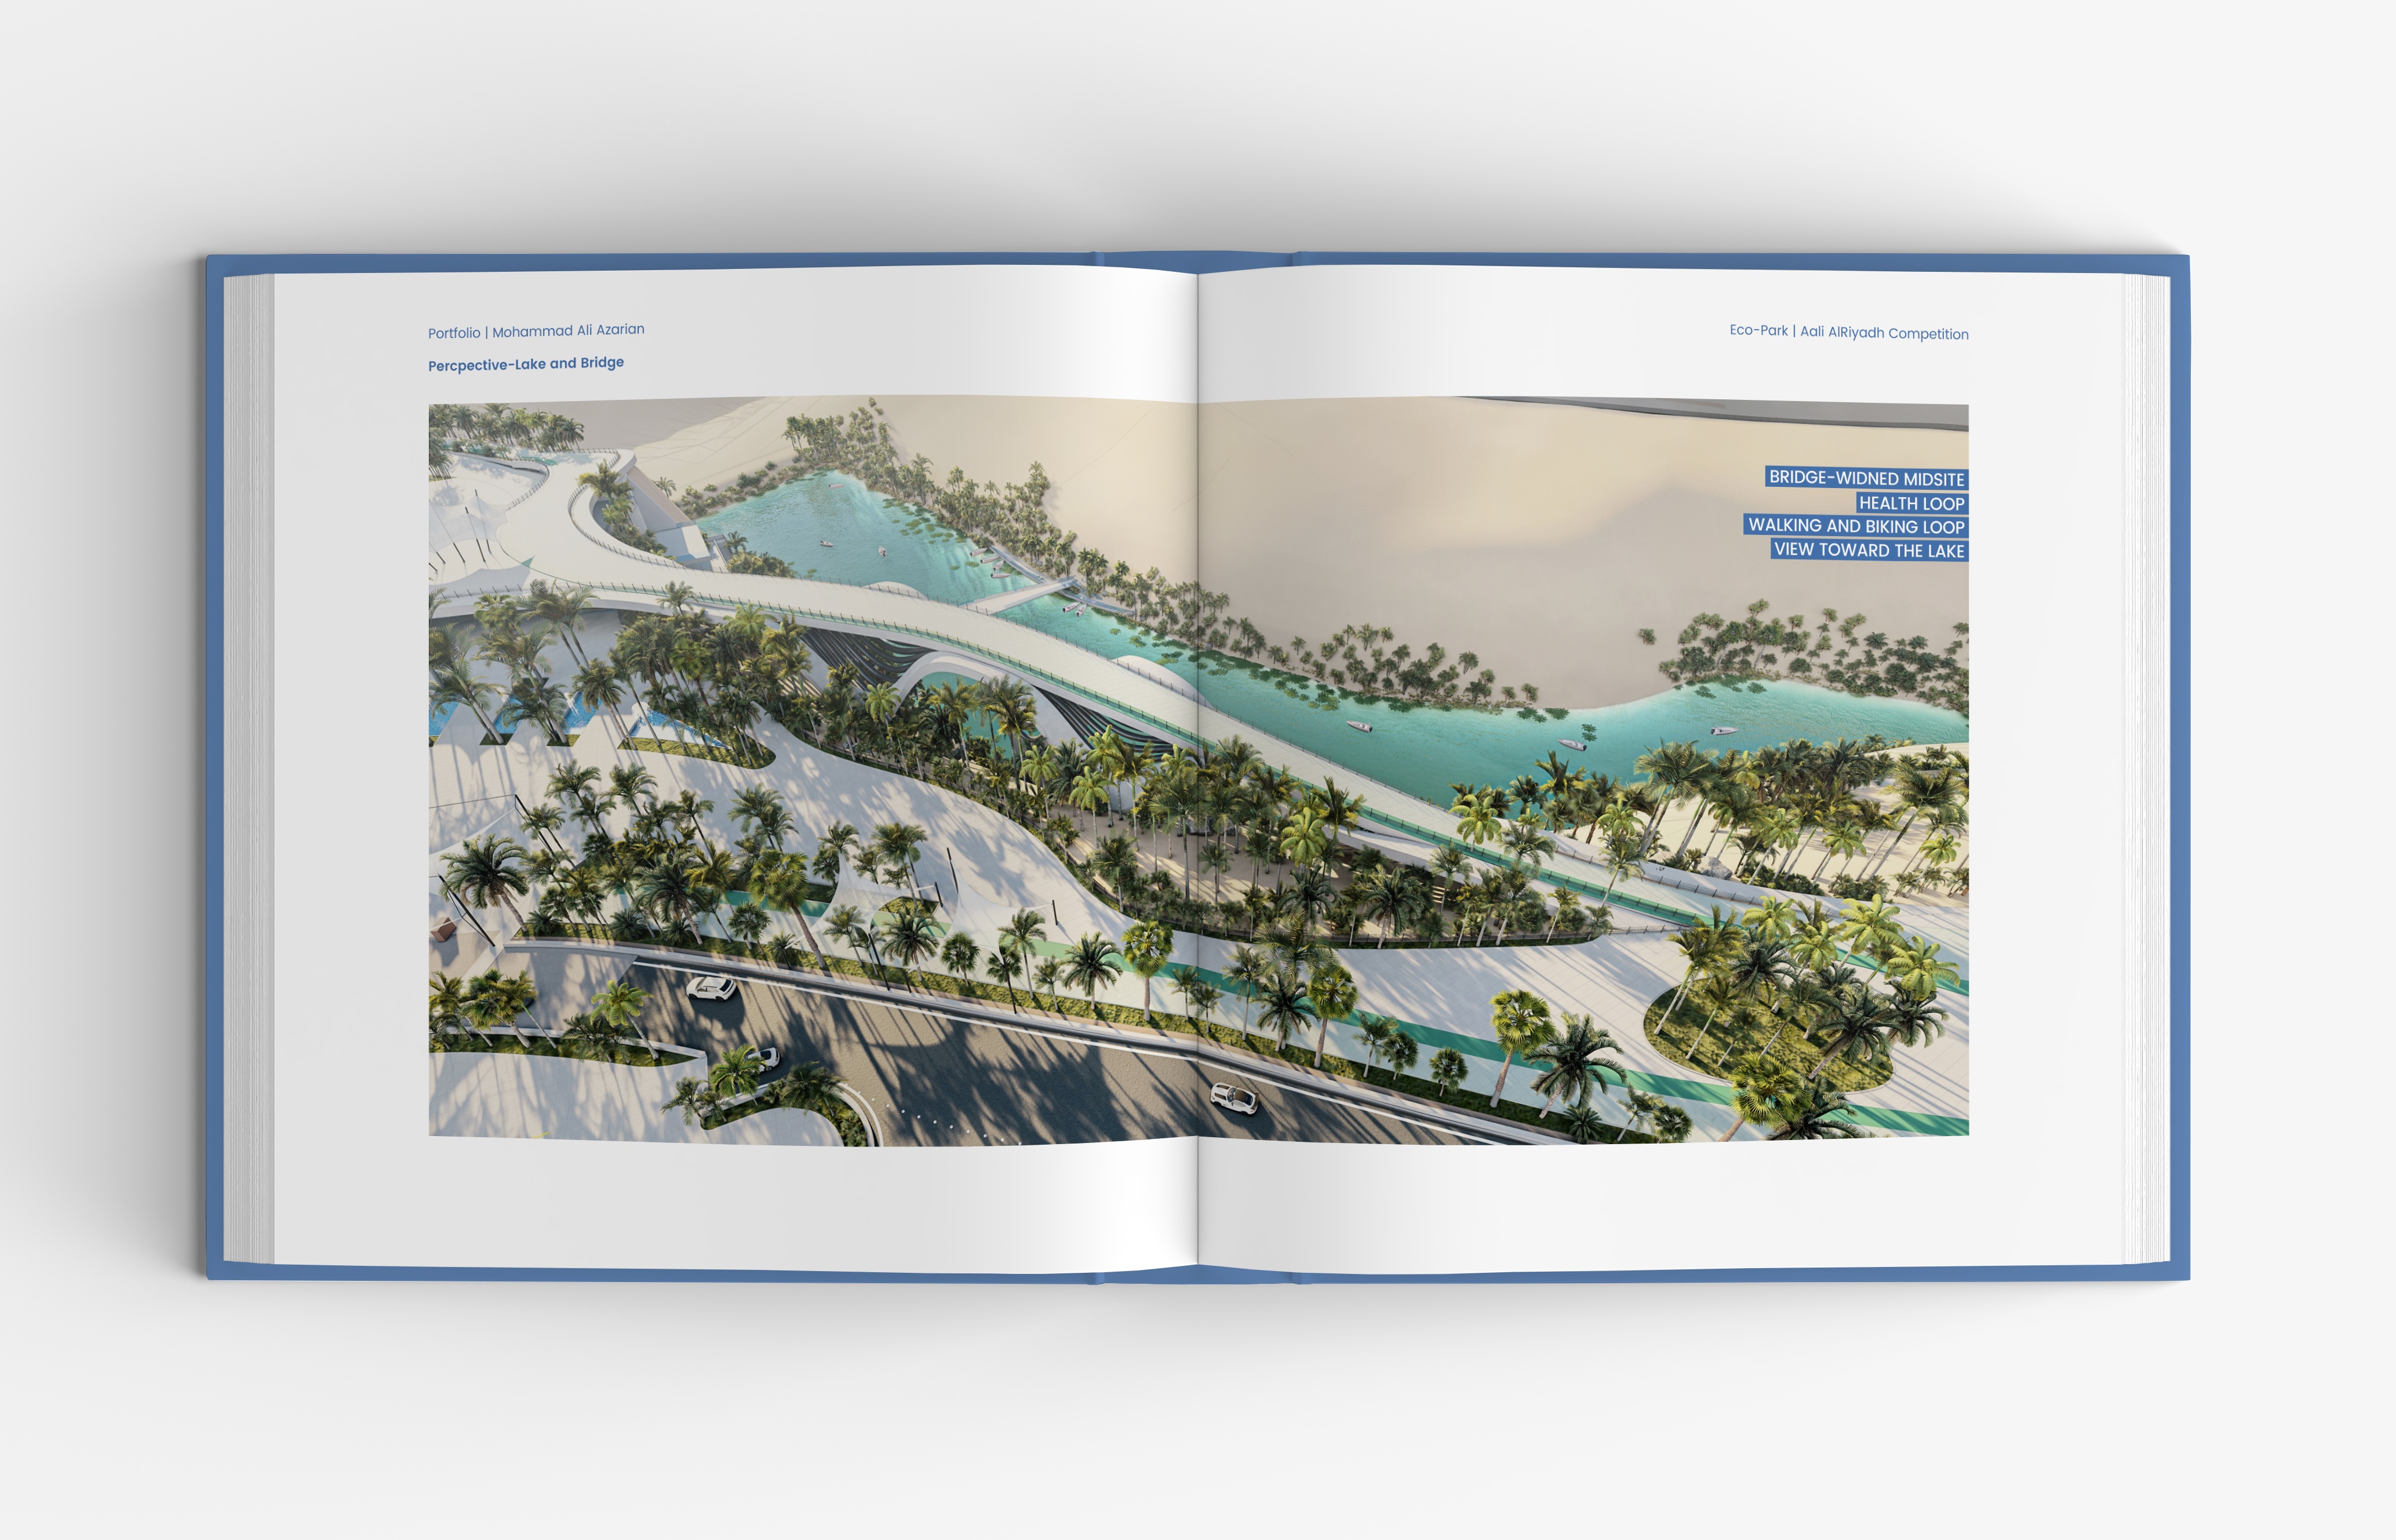 Portfolio | Mohammad Ali Azarian
Percpective-Lake and Bridge
Eco-Park | Aali AlRiyadh Competition
BRIDGE-WIDNED MIDSITE
HEALTH LOOP
WALKING AND BIKING LOOP
VIEW TOWARD THE LAKE